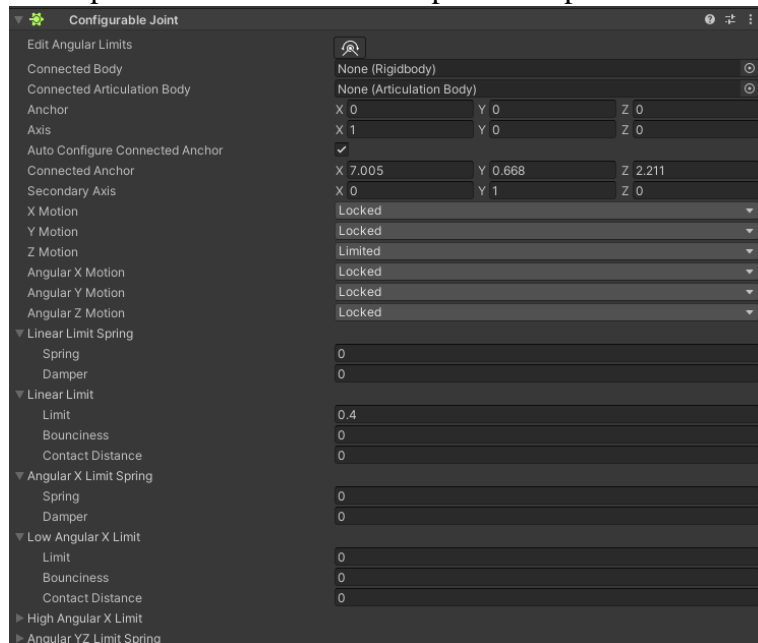 Configurable Joint
Edit Angular Limits
Connected Body None (Rigidbody)
Connected Articulation Body None (Articulation Body)
Anchor X 0 Y 0 Z 0
Axis X 1 Y 0 Z 0
Auto Configure Connected Anchor
Connected Anchor X 7.005 Y 0.668 Z 2.211
Secondary Axis X 0 Y 1 Z 0
X Motion Locked
Y Motion Locked
Z Motion Limited
Angular X Motion Locked
Angular Y Motion Locked
Angular Z Motion Locked
Linear Limit Spring
Spring 0
Damper 0
Linear Limit
Limit 0.4
Bounciness 0
Contact Distance 0
Angular X Limit Spring
Spring 0
Damper 0
Low Angular X Limit
Limit 0
Bounciness 0
Contact Distance 0
High Angular X Limit
Angular YZ Limit Spring